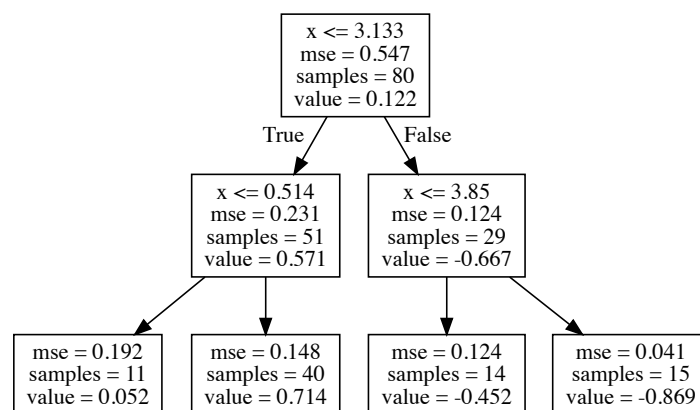 x <= 3.133
mse = 0.547
samples = 80
value = 0.122
True
False
x <= 0.514
mse = 0.231
samples = 51
value = 0.571
x <= 3.85
mse = 0.124
samples = 29
value = -0.667
mse = 0.192
samples = 11
value = 0.052
mse = 0.148
samples = 40
value = 0.714
mse = 0.124
samples = 14
value = -0.452
mse = 0.041
samples = 15
value = -0.869